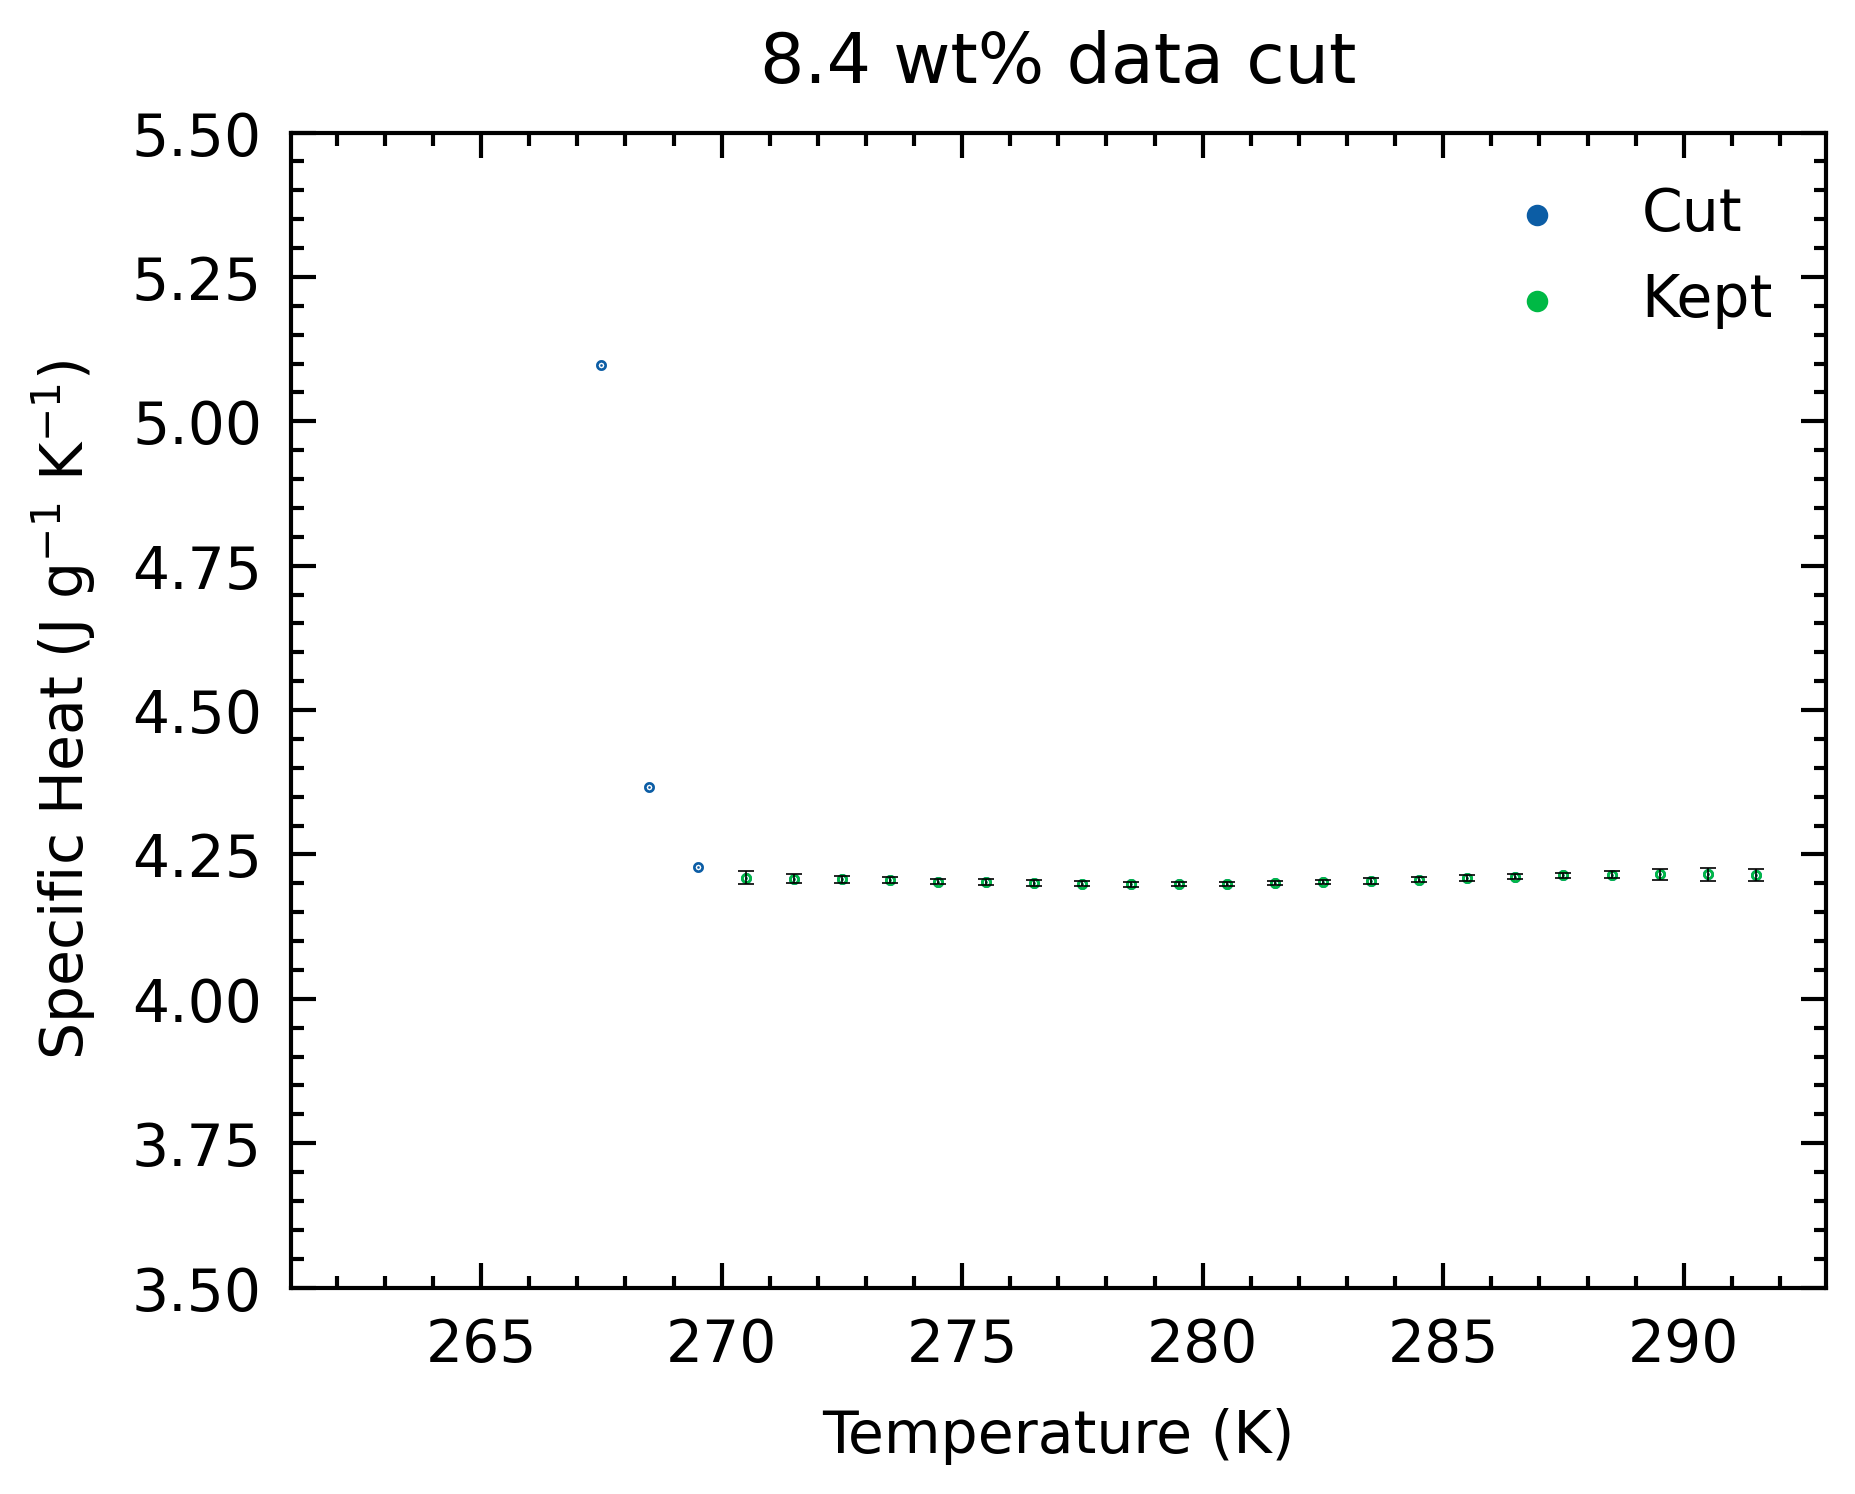 8.4 wt% data cut
5.50
5.25
5.00
4.75
4.50
4.25
4.00
3.75
3.50
Specific Heat (J g⁻¹ K⁻¹)
Cut
Kept
265 270 275 280 285 290
Temperature (K)